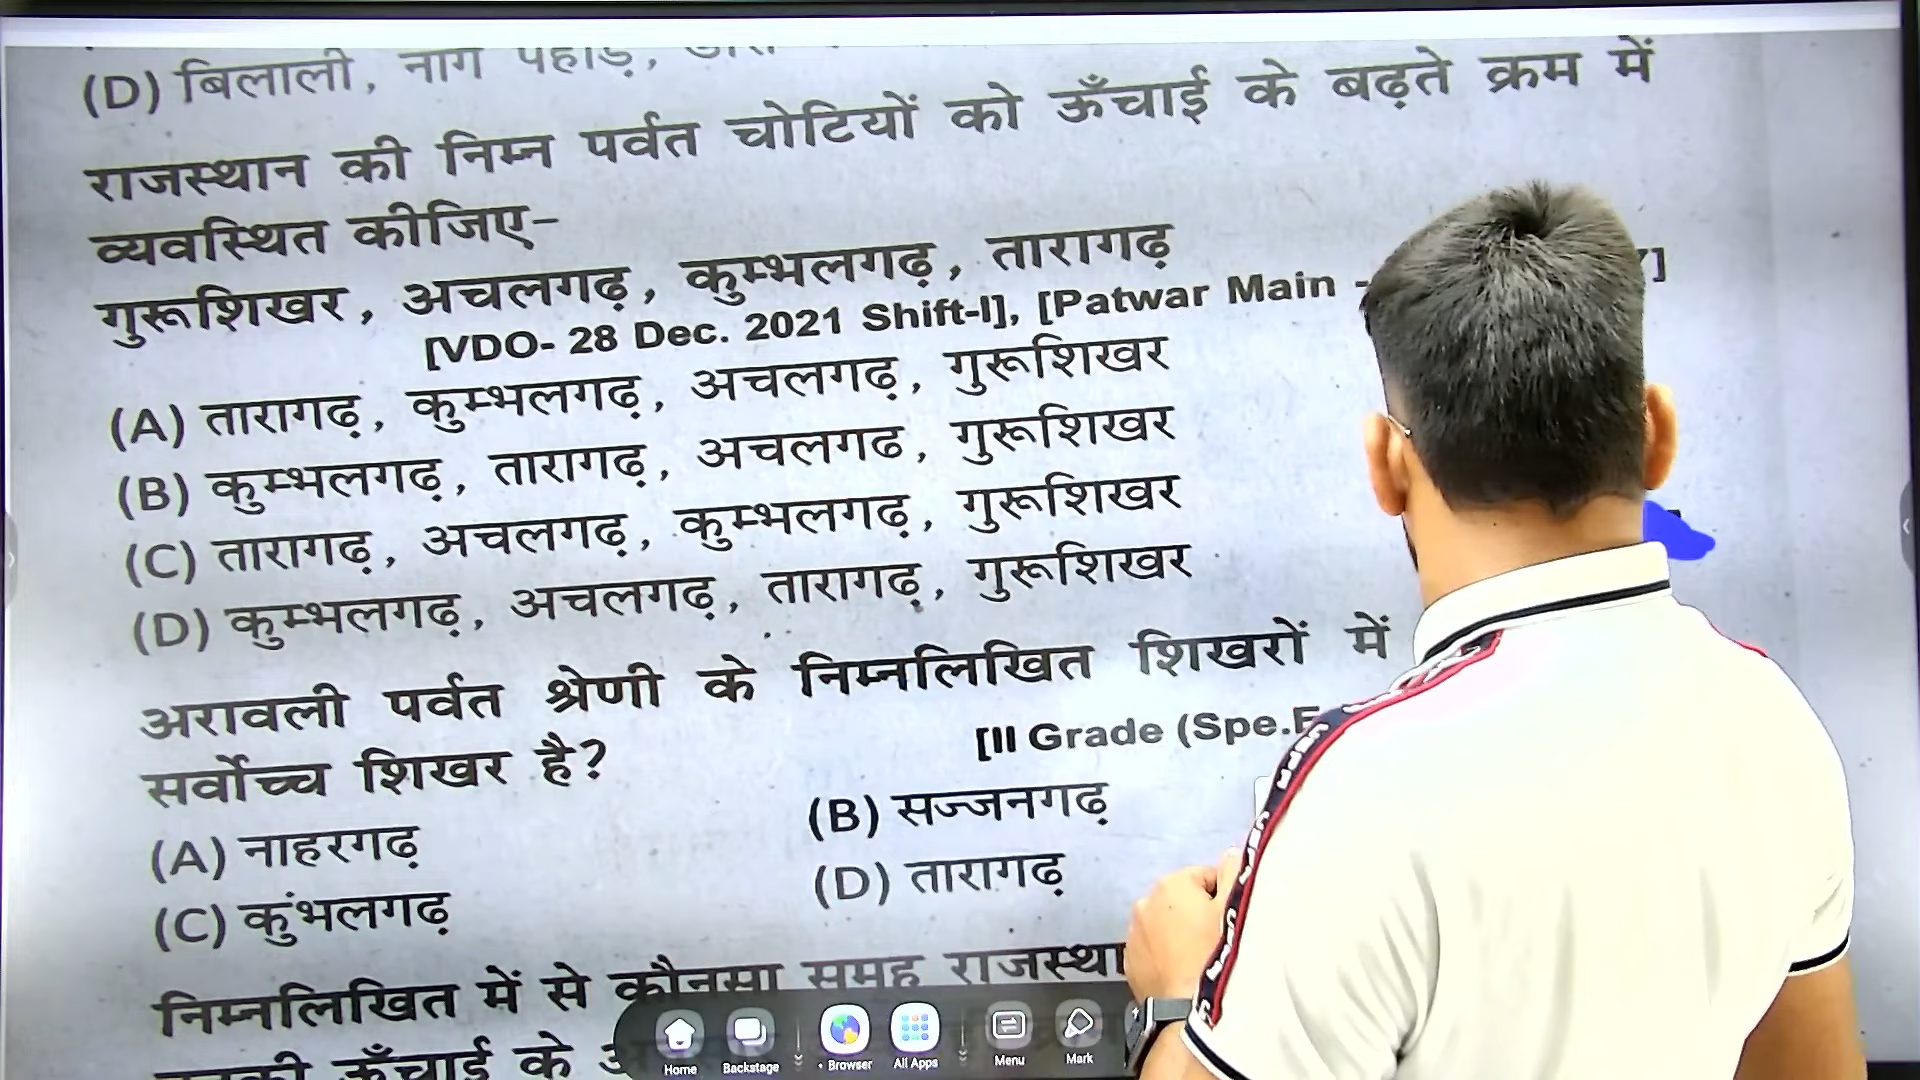 (D) बिलाली, नाग पहाड़,
राजस्थान की निम्न पर्वत चोटियों को ऊँचाई के बढ़ते क्रम में
व्यवस्थित कीजिए-
गुरूशिखर, अचलगढ़, कुम्भलगढ़, तारागढ़
[VDO- 28 Dec. 2021 Shift-I], [Patwar Main -
(A) तारागढ़, कुम्भलगढ़, अचलगढ़, गुरूशिखर
(B) कुम्भलगढ़, तारागढ़, अचलगढ, गुरूशिखर
(C) तारागढ़, अचलगढ़, कुम्भलगढ़, गुरूशिखर
(D) कुम्भलगढ़, अचलगढ़, तारागढ़, गुरूशिखर
अरावली पर्वत श्रेणी के निम्नलिखित शिखरों में
सर्वोच्च शिखर है?
[II Grade (Spe.
(A) नाहरगढ़
(B) सज्जनगढ़
(C) कुंभलगढ़
(D) तारागढ़
निम्नलिखित में से कौनसा समूह
ऊँचाई के
Home Backstage Browser All Apps Menu Mark